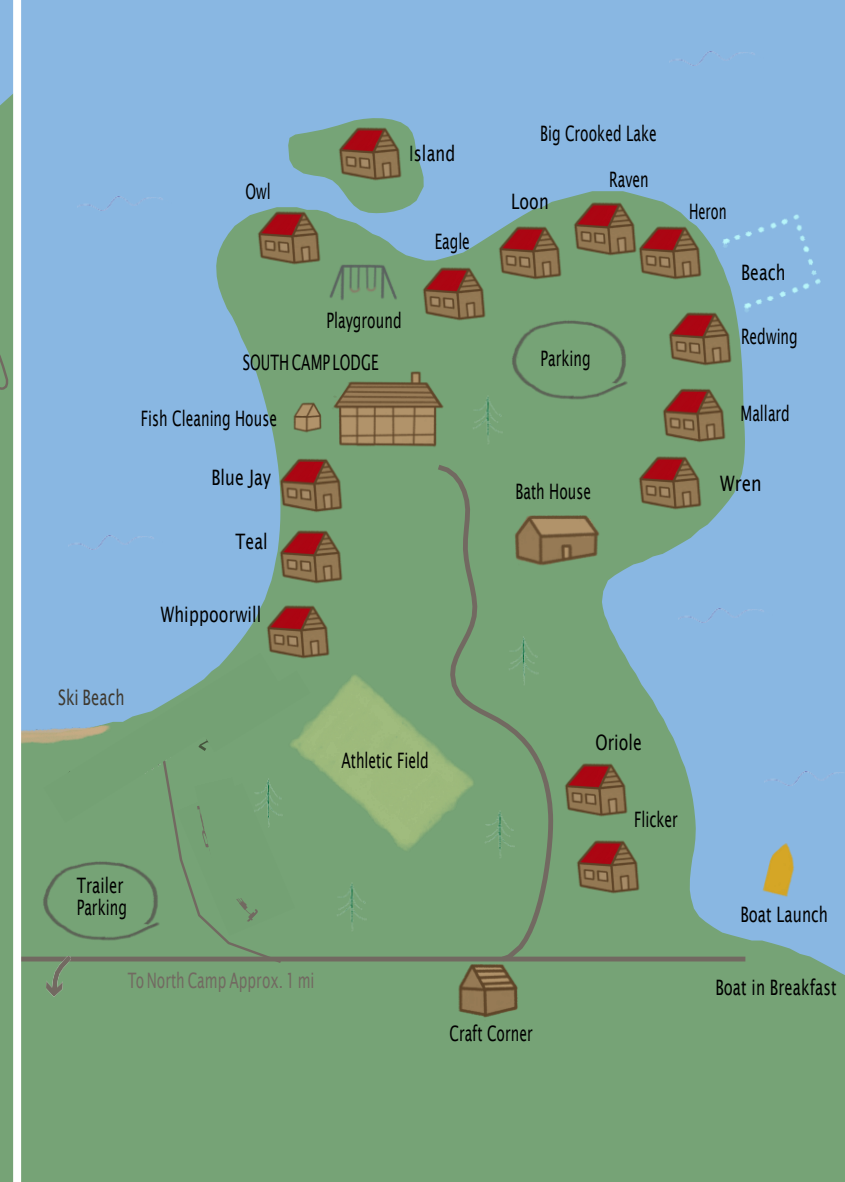 Big Crooked Lake
Island
Raven
Owl
Loon
Heron
Eagle
Beach
Playground
Redwing
Parking
SOUTH CAMP LODGE
Mallard
Fish Cleaning House
Blue Jay
Wren
Bath House
Teal
Whippoorwill
Ski Beach
Oriole
Athletic Field
Flicker
Trailer
Parking
Boat Launch
To North Camp Approx. 1 mi
Boat in Breakfast
Craft Corner